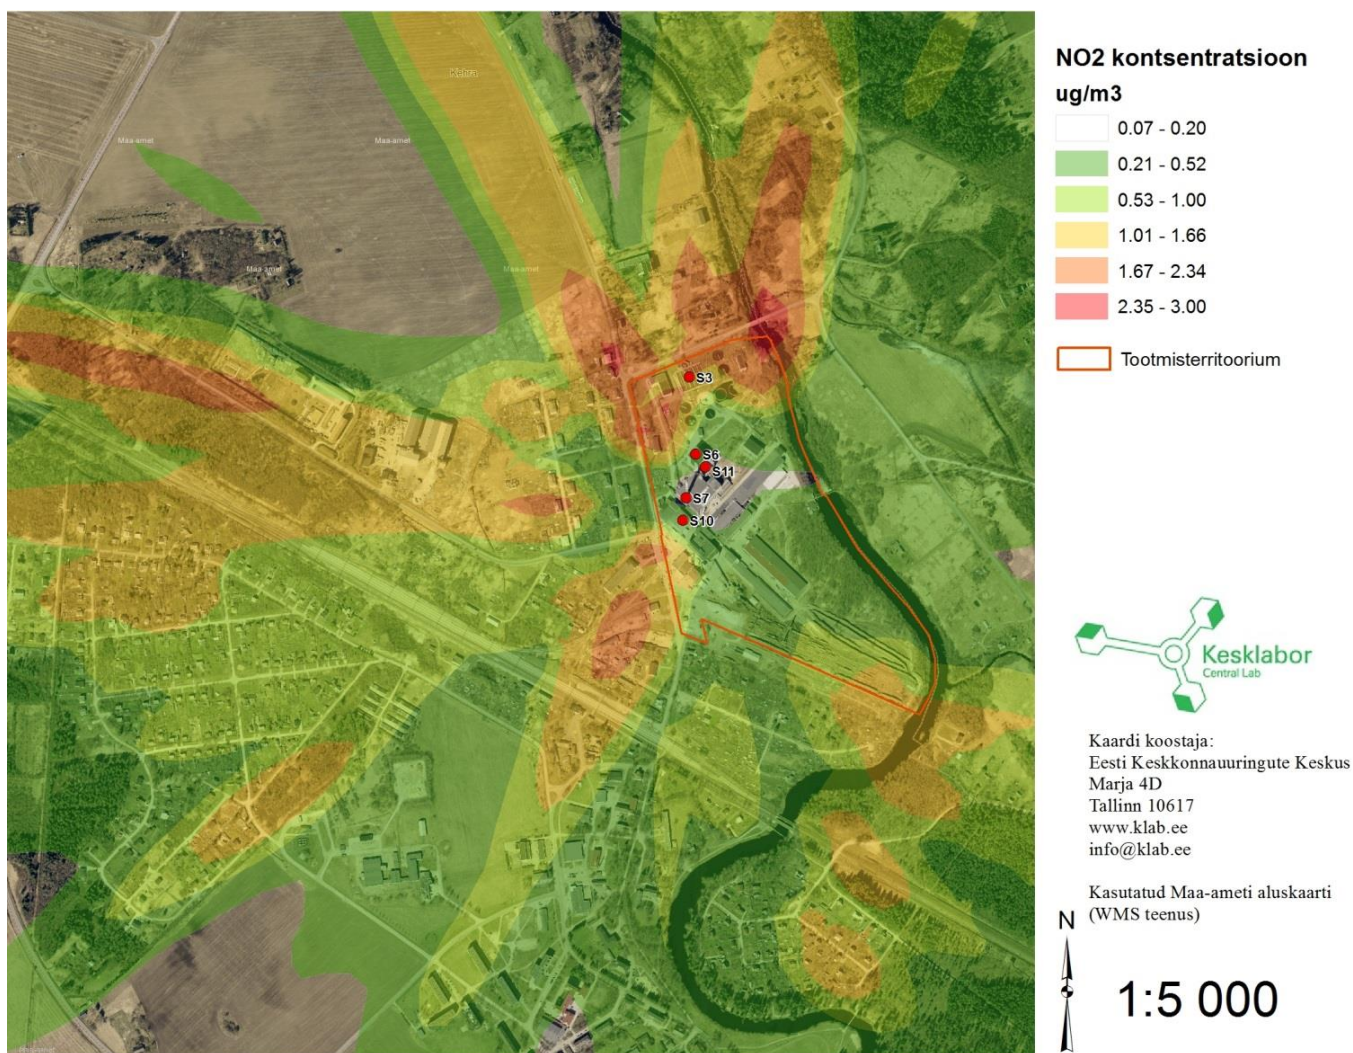 Kehra
Maa-amet
Maa-amet
Maa-amet
Maa-amet
S3
S6
S11
S7
S10
NO2 kontsentratsioon
ug/m3
0.07 - 0.20
0.21 - 0.52
0.53 - 1.00
1.01 - 1.66
1.67 - 2.34
2.35 - 3.00
Tootmisterritoorium
Kesklabor
Central Lab
Kaardi koostaja:
Eesti Keskkonnauuringute Keskus
Marja 4D
Tallinn 10617
www.klab.ee
info@klab.ee
Kasutatud Maa-ameti aluskaarti
(WMS teenus)
N
1:5 000